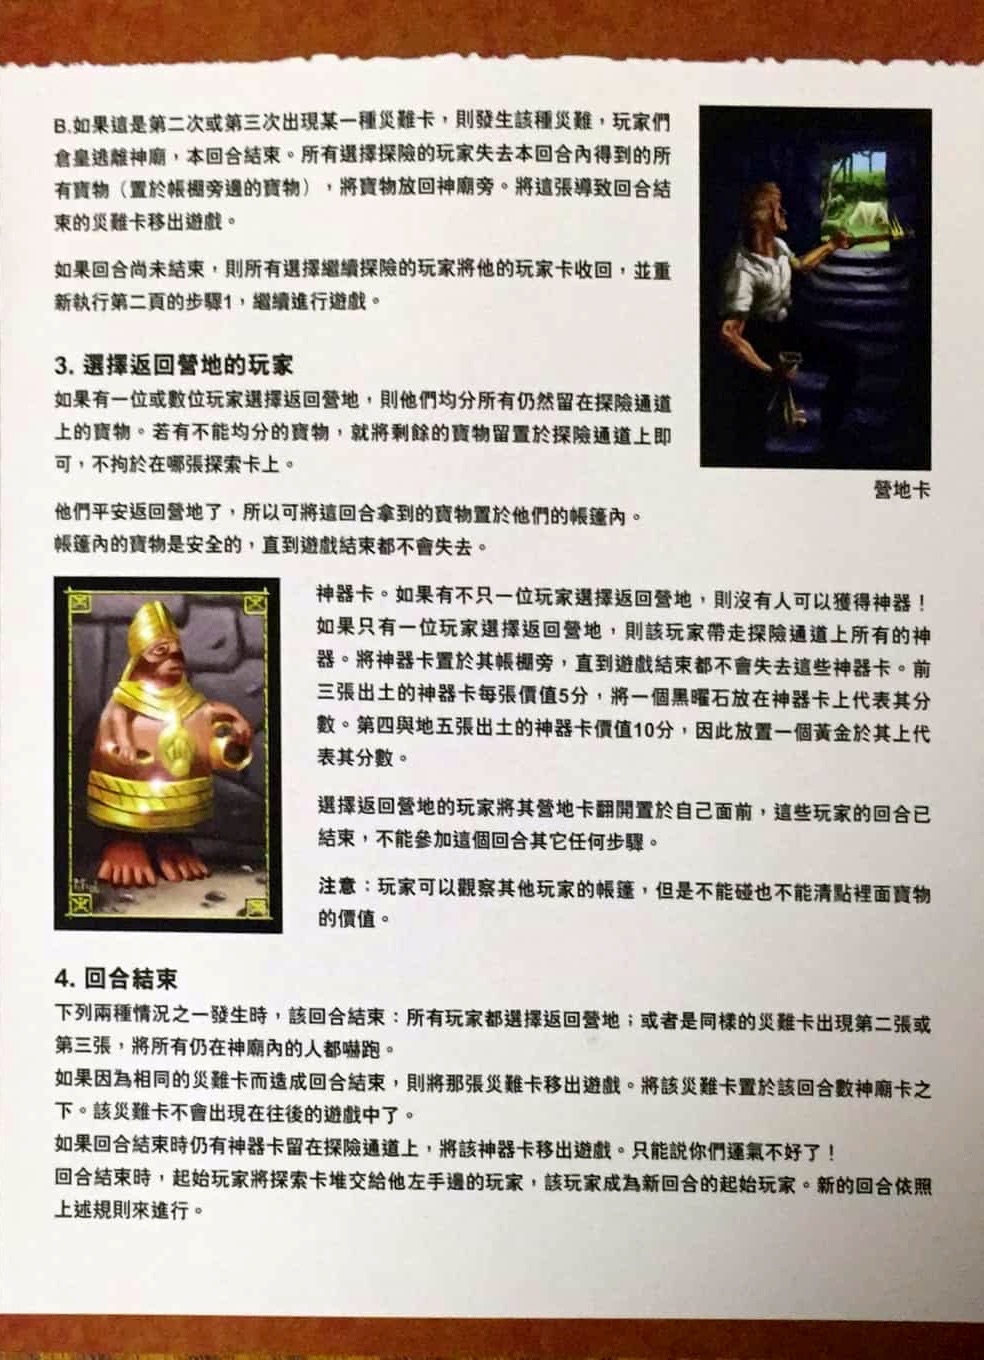 B.如果這是第二次或第三次出現某一種災難卡，則發生該種災難，玩家們
倉皇逃離神廟，本回合結束。所有選擇探險的玩家失去本回合內得到的所
有寶物（置於帳棚旁邊的寶物），將寶物放回神廟旁。將這張導致回合結
束的災難卡移出遊戲。
如果回合尚未結束，則所有選擇繼續探險的玩家將他的玩家卡收回，並重
新執行第二頁的步驟1，繼續進行遊戲。
3. 選擇返回營地的玩家
如果有一位或數位玩家選擇返回營地，則他們均分所有仍然留在探險通道
上的寶物。若有不能均分的寶物，就將剩餘的寶物留置於探險通道上即
可，不拘於在哪張探索卡上。
營地卡
他們平安返回營地了，所以可將這回合拿到的寶物置於他們的帳篷內。
帳篷內的寶物是安全的，直到遊戲結束都不會失去。
神器卡。如果有不只一位玩家選擇返回營地，則沒有人可以獲得神器！
如果只有一位玩家選擇返回營地，則該玩家帶走探險通道上所有的神
器。將神器卡置於其帳棚旁，直到遊戲結束都不會失去這些神器卡。前
三張出土的神器卡每張價值5分，將一個黑曜石放在神器卡上代表其分
數。第四與地五張出土的神器卡價值10分，因此放置一個黃金於其上代
表其分數。
選擇返回營地的玩家將其營地卡翻開置於自己面前，這些玩家的回合已
結束，不能參加這個回合其它任何步驟。
注意：玩家可以觀察其他玩家的帳篷，但是不能碰也不能清點裡面寶物
的價值。
4. 回合結束
下列兩種情況之一發生時，該回合結束：所有玩家都選擇返回營地；或者是同樣的災難卡出現第二張或
第三張，將所有仍在神廟內的人都嚇跑。
如果因為相同的災難卡而造成回合結束，則將那張災難卡移出遊戲。將該災難卡置於該回合數神廟卡之
下。該災難卡不會出現在往後的遊戲中了。
如果回合結束時仍有神器卡留在探險通道上，將該神器卡移出遊戲。只能說你們運氣不好了！
回合結束時，起始玩家將探索卡堆交給他左手邊的玩家，該玩家成為新回合的起始玩家。新的回合依照
上述規則來進行。